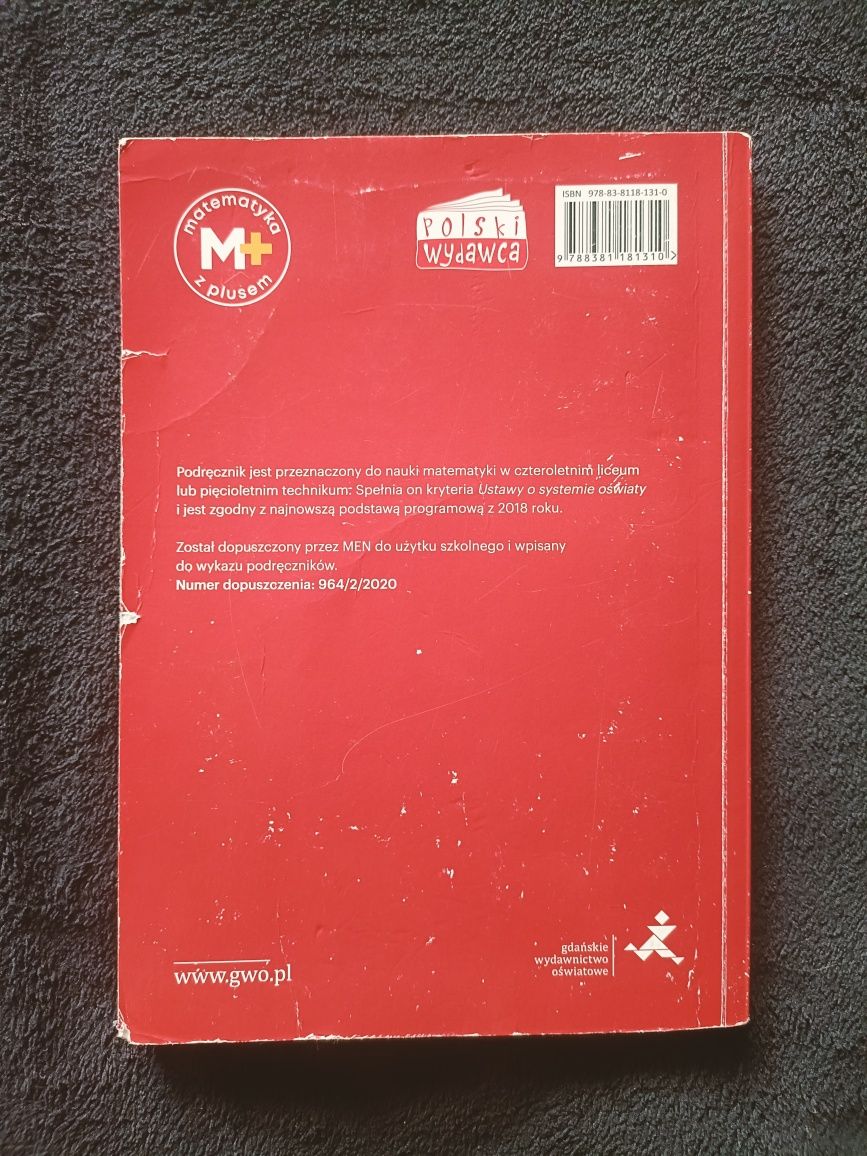 matematyka
M+
z plusem
Polski
wydawca
ISBN 978-83-8118-131-0
9 788381 181310 >
Podręcznik jest przeznaczony do nauki matematyki w czteroletnim liceum
lub pięcioletnim technikum. Spełnia on kryteria Ustawy o systemie oświaty
i jest zgodny z najnowszą podstawą programową z 2018 roku.
Został dopuszczony przez MEN do użytku szkolnego i wpisany
do wykazu podręczników.
Numer dopuszczenia: 964/2/2020
www.gwo.pl
gdańskie
wydawnictwo
oświatowe